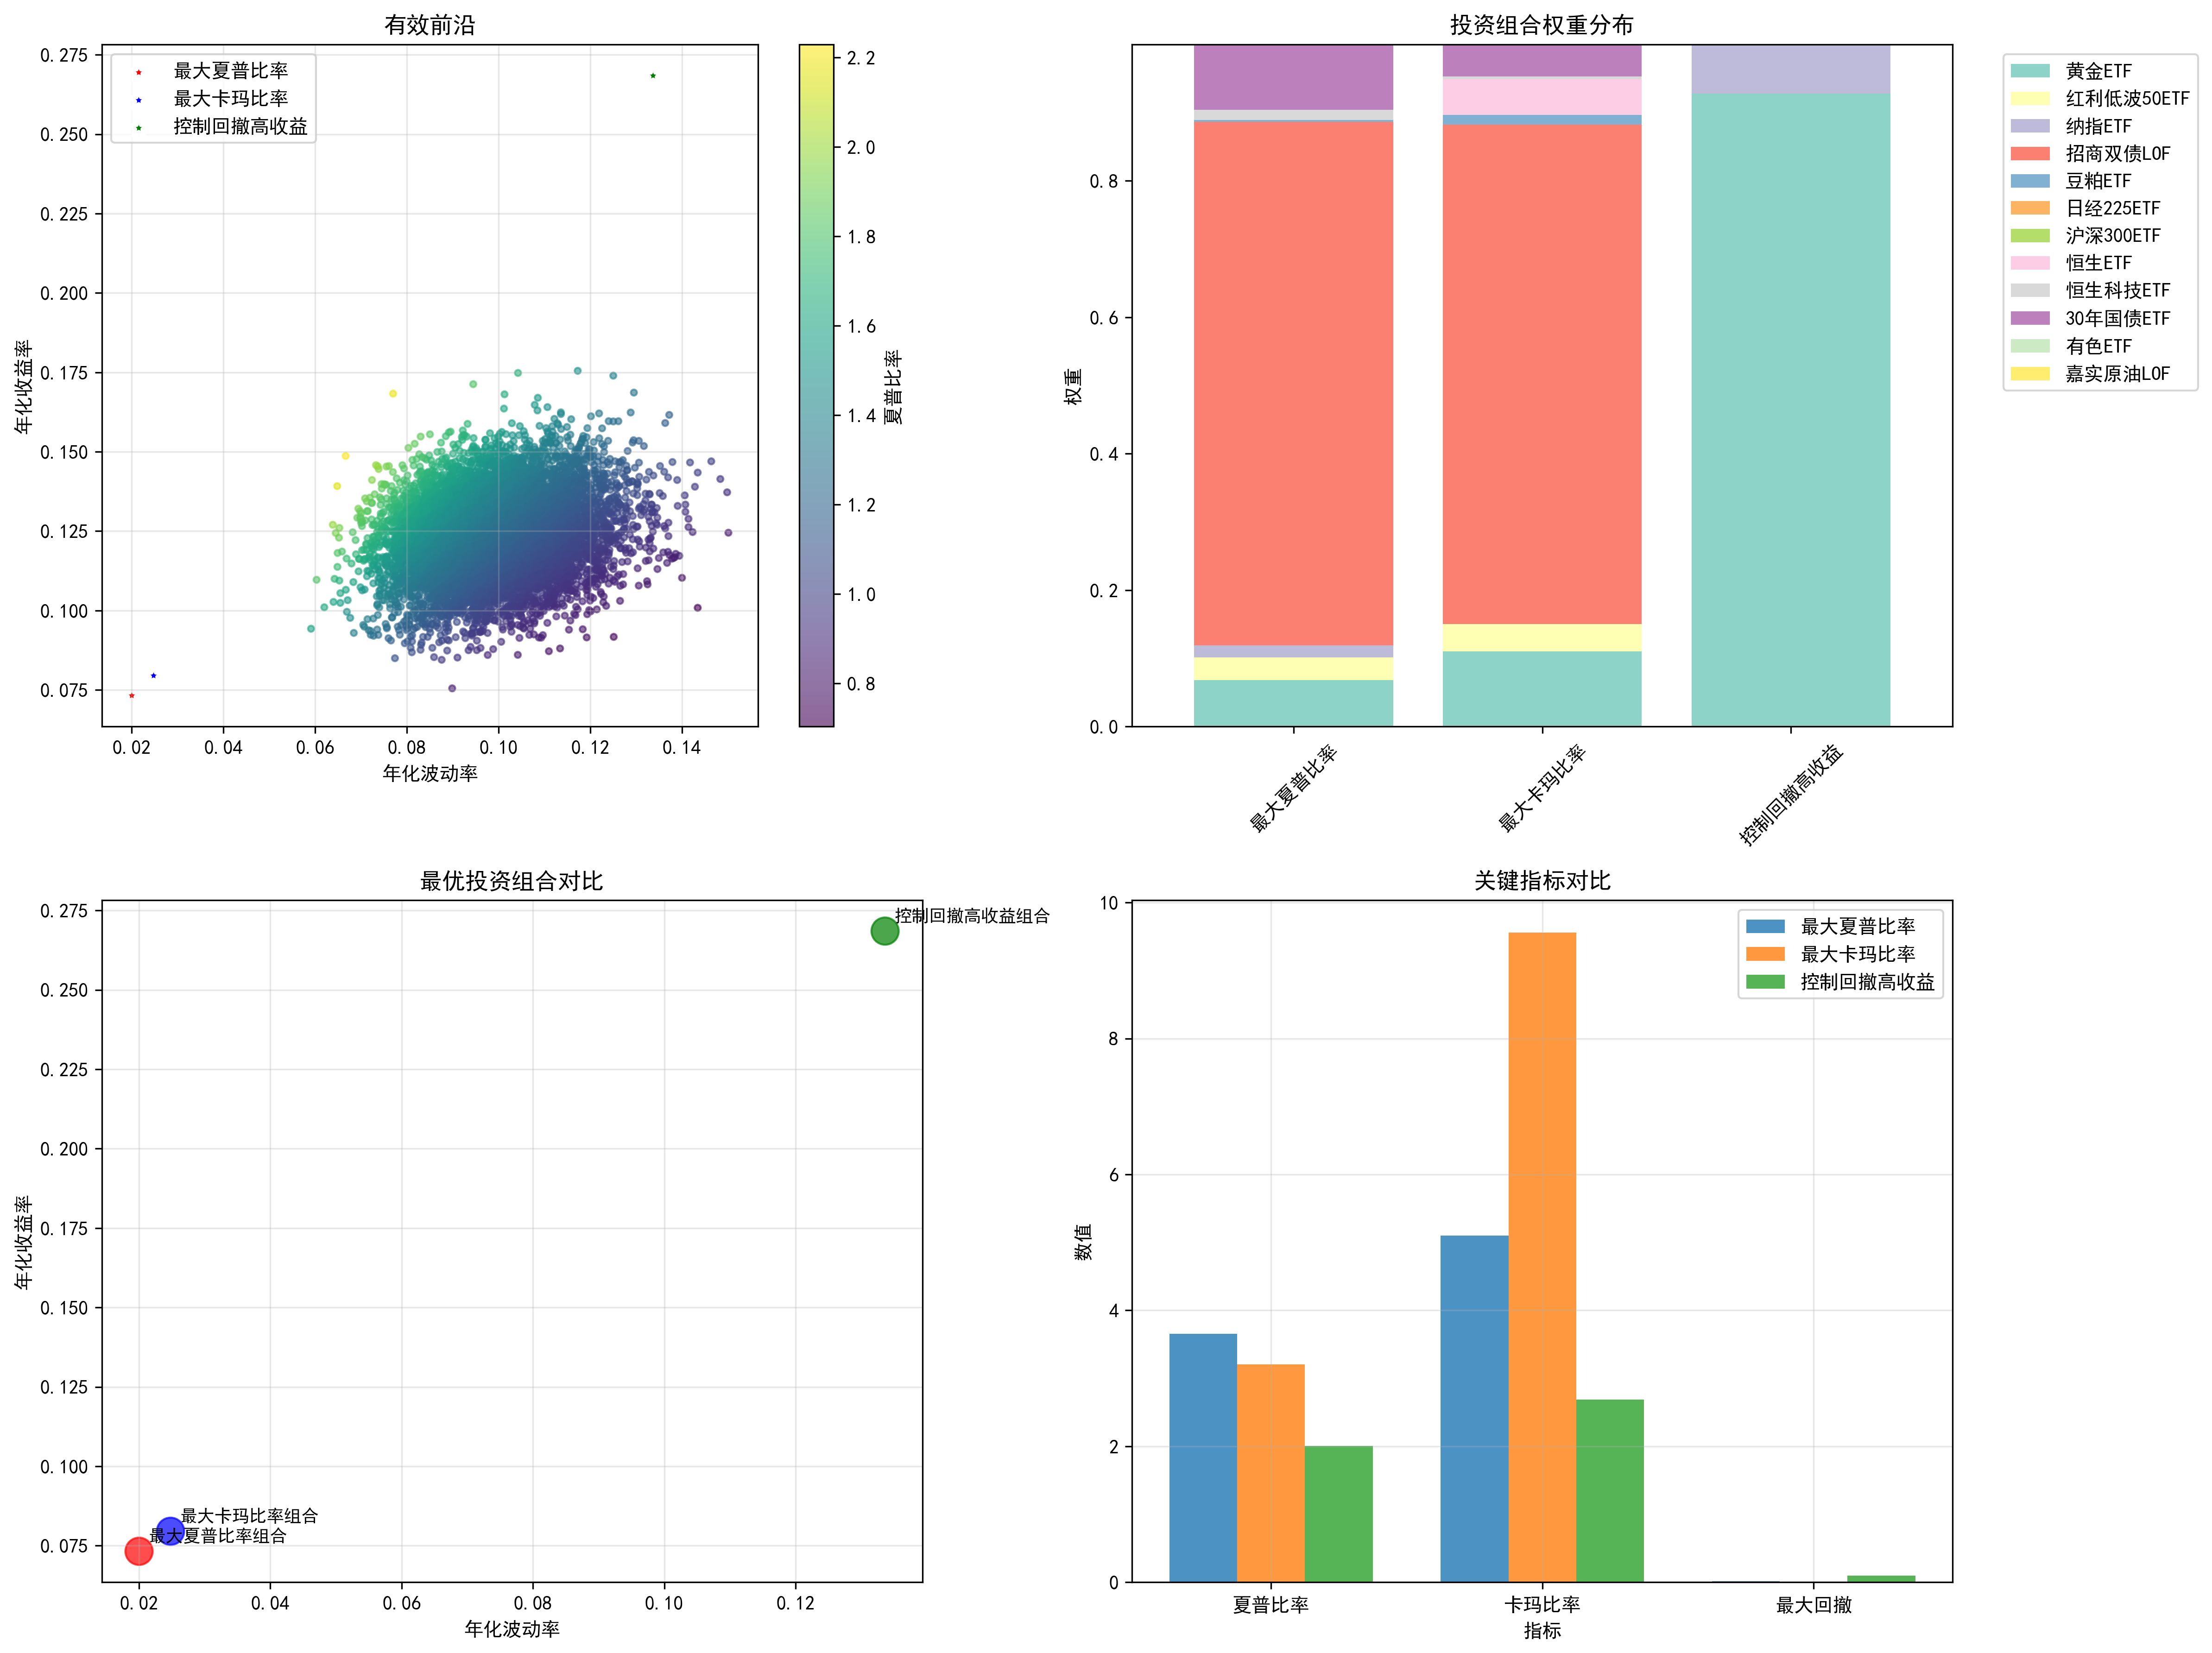 有效前沿
0.275
0.250
0.225
0.200
0.175
0.150
0.125
0.100
0.075
年化收益率
最大夏普比率
最大卡玛比率
控制回撤高收益
0.02
0.04
0.06
0.08
0.10
0.12
0.14
年化波动率
2.2
2.0
1.8
1.6
1.4
1.2
1.0
0.8
夏普比率
投资组合权重分布
0.8
0.6
0.4
0.2
0.0
权重
最大夏普比率
最大卡玛比率
控制回撤高收益
黄金ETF
红利低波50ETF
纳指ETF
招商双债LOF
豆粕ETF
日经225ETF
沪深300ETF
恒生ETF
恒生科技ETF
30年国债ETF
有色ETF
嘉实原油LOF
最优投资组合对比
0.275
0.250
0.225
0.200
0.175
0.150
0.125
0.100
0.075
年化收益率
控制回撤高收益组合
最大卡玛比率组合
最大夏普比率组合
0.02
0.04
0.06
0.08
0.10
0.12
年化波动率
关键指标对比
10
8
6
4
2
0
数值
最大夏普比率
最大卡玛比率
控制回撤高收益
夏普比率
卡玛比率
最大回撤
指标